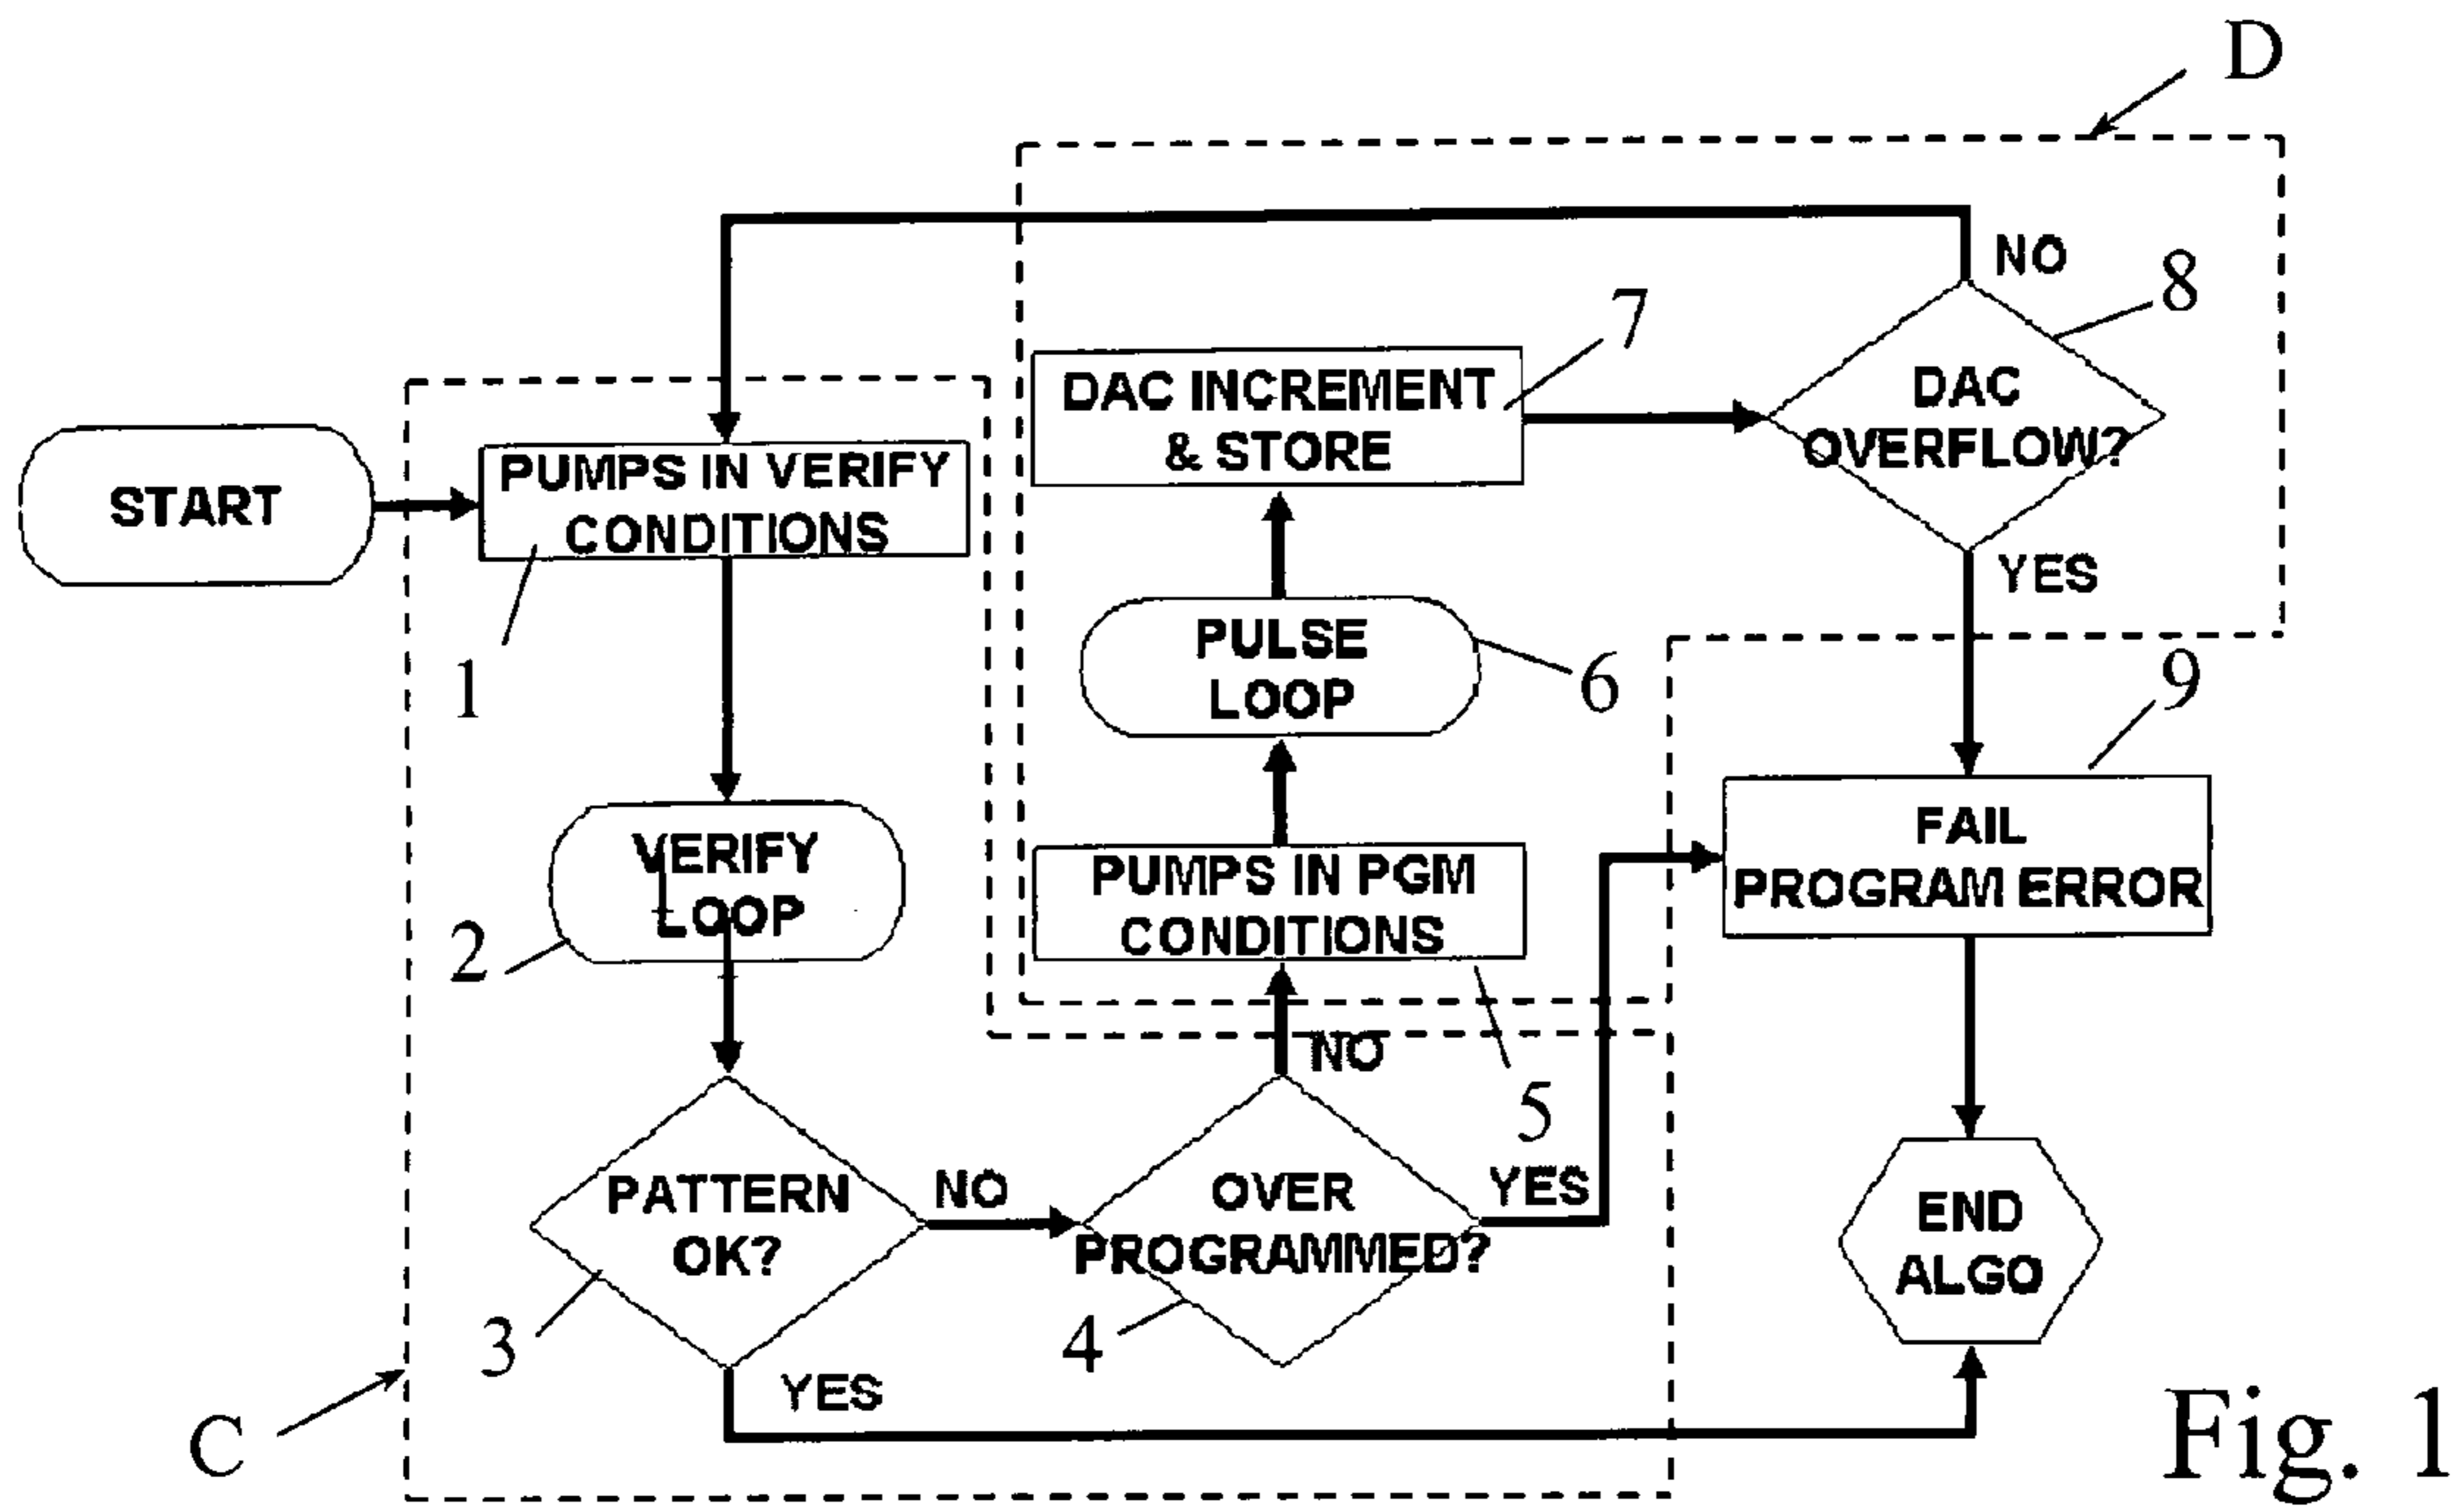 D
NO
8
7
DAC INCREMENT
& STORE
DAC
OVERFLOW?
START
PUMPS IN VERIFY
CONDITIONS
YES
PULSE
LOOP
1
6
9
VERIFY
LOOP
2
PUMPS IN PGM
CONDITIONS
FAIL
PROGRAM ERROR
NO
5
PATTERN
OK?
NO
OVER
PROGRAMMED?
YES
END
ALGO
3
4
YES
C
Fig. 1